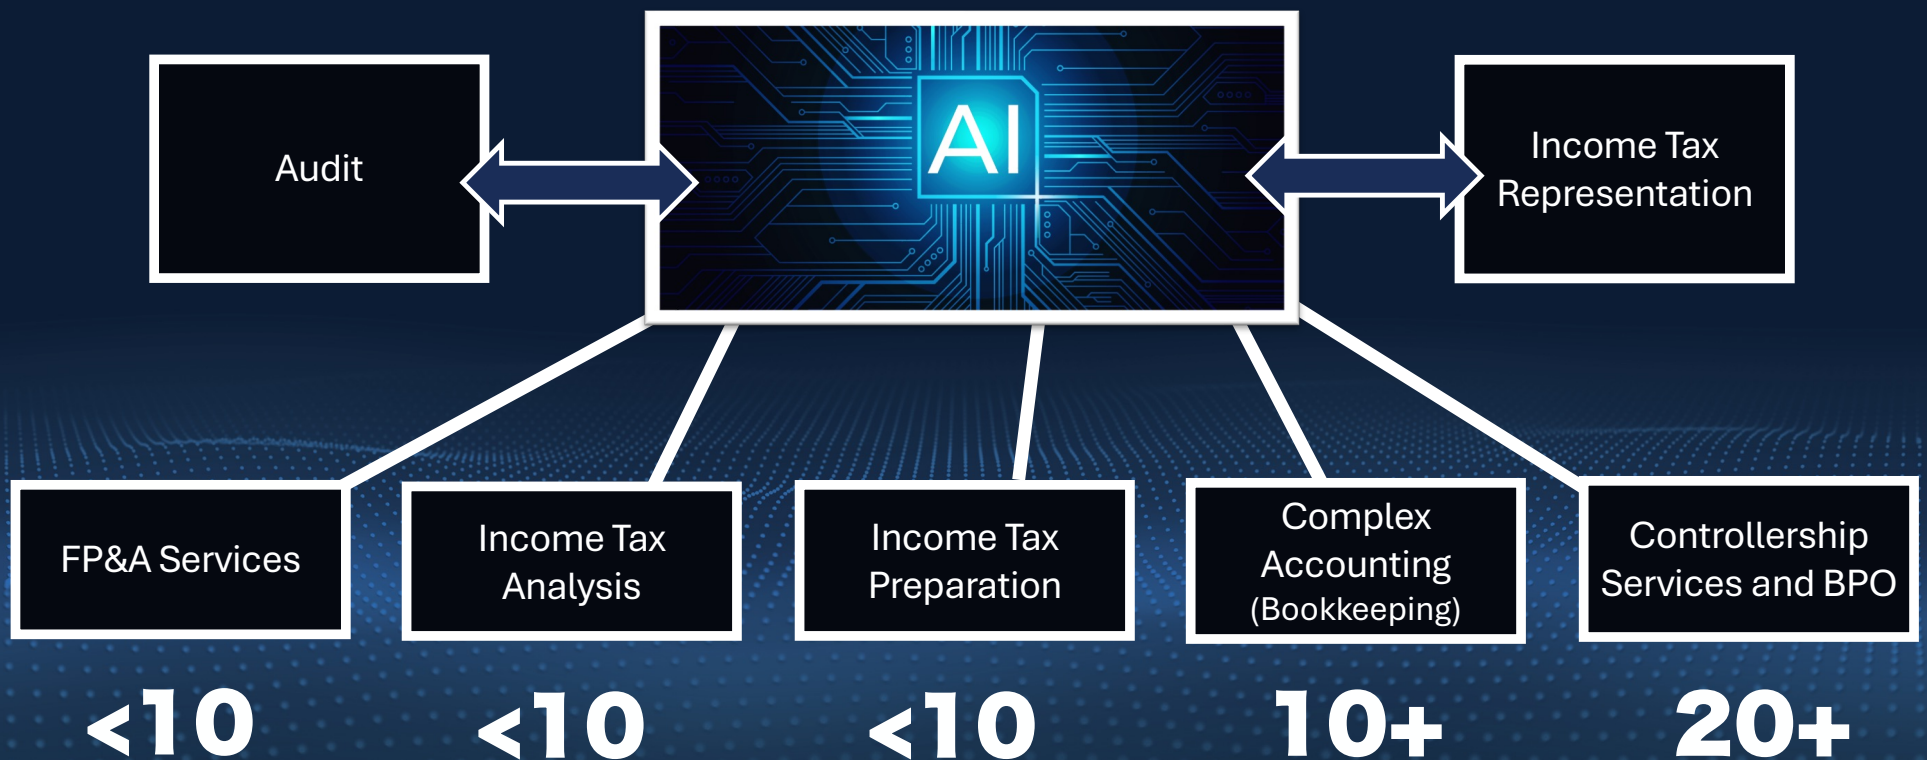 Audit
AI
Income Tax
Representation
FP&A Services
Income Tax
Analysis
Income Tax
Preparation
Complex
Accounting
(Bookkeeping)
Controllership
Services and BPO
<10
<10
<10
10+
20+